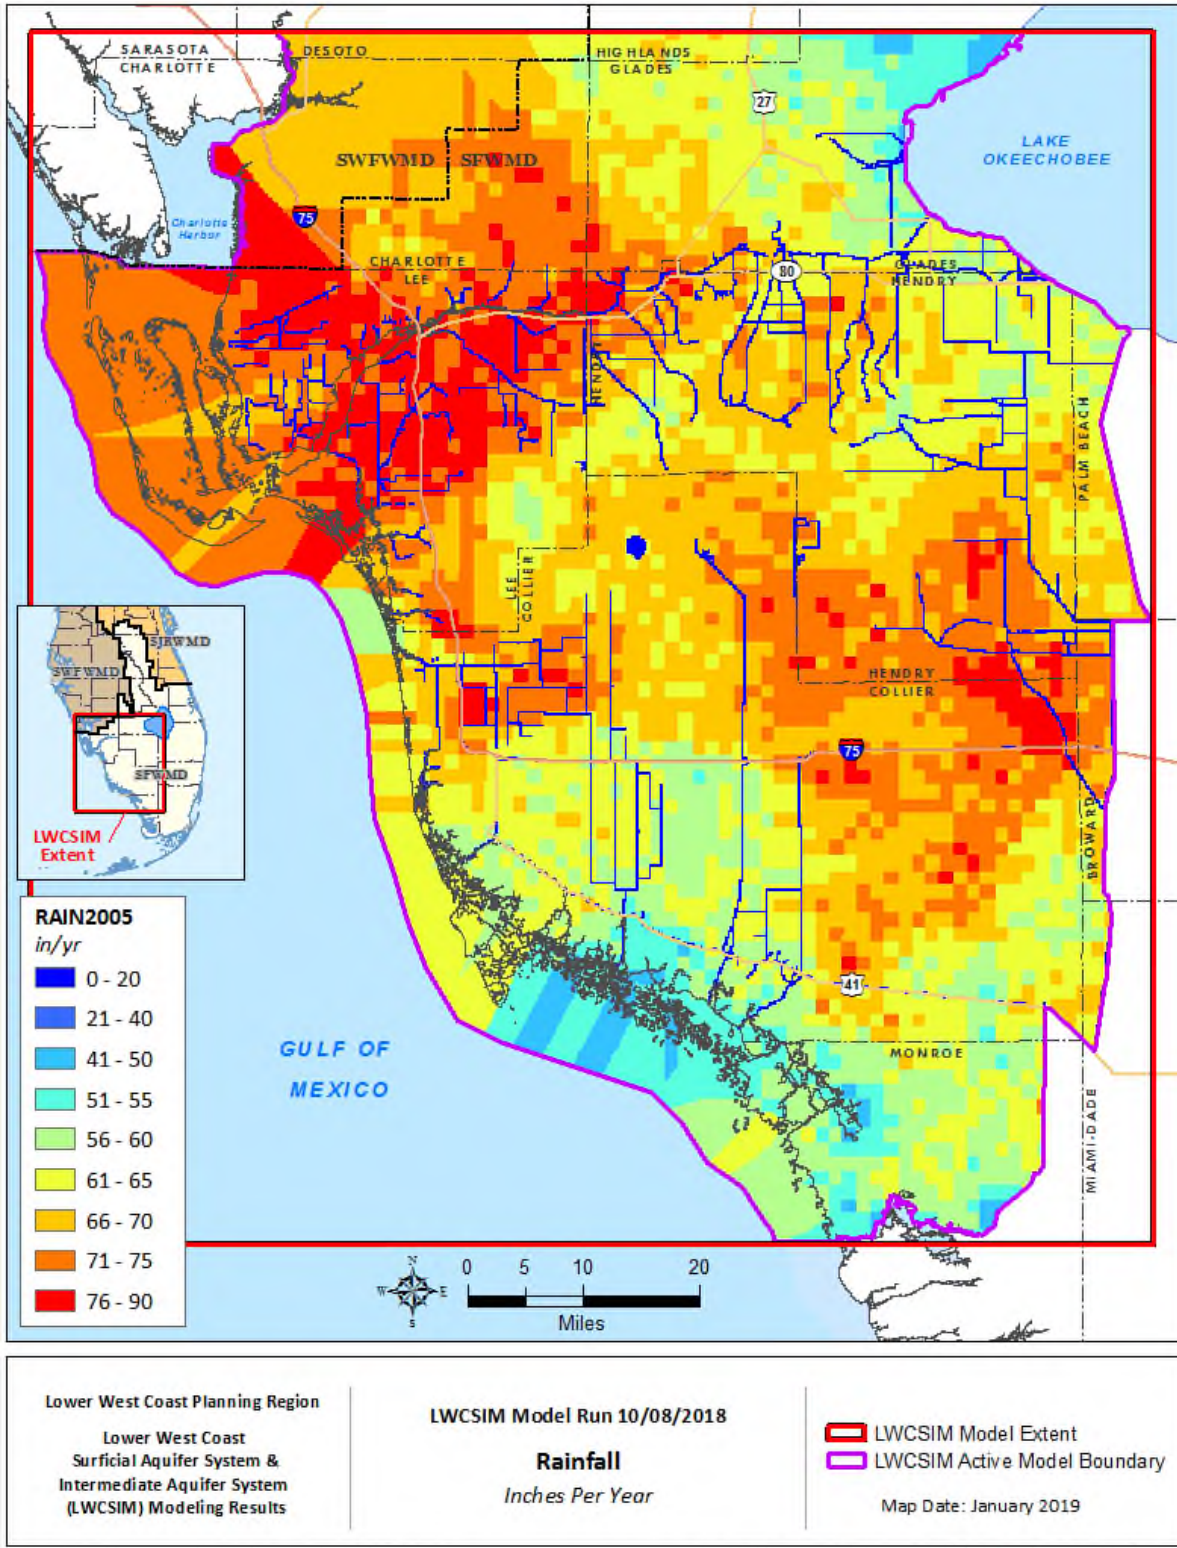 SARASOTA
CHARLOTTE
DESOTO
HIGHLANDS
GLADES
27
LAKE
OKEECHOBEE
SWFWMD
SFWMD
75
Charlotte
Harbor
CHARLOTTE
LEE
GLADES
HENDRY
80
HENDRY
PALM BEACH
LEE
COLLIER
HENDRY
COLLIER
75
SJRWMD
SWFWMD
SFWMD
LWCSIM
Extent
BROWARD
41
MONROE
MIAMI-DADE
GULF OF
MEXICO
RAIN2005
in/yr
0 - 20
21 - 40
41 - 50
51 - 55
56 - 60
61 - 65
66 - 70
71 - 75
76 - 90
N
W E
S
0 5 10 20
Miles
Lower West Coast Planning Region
Lower West Coast
Surficial Aquifer System &
Intermediate Aquifer System
(LWCSIM) Modeling Results
LWCSIM Model Run 10/08/2018
Rainfall
Inches Per Year
LWCSIM Model Extent
LWCSIM Active Model Boundary
Map Date: January 2019